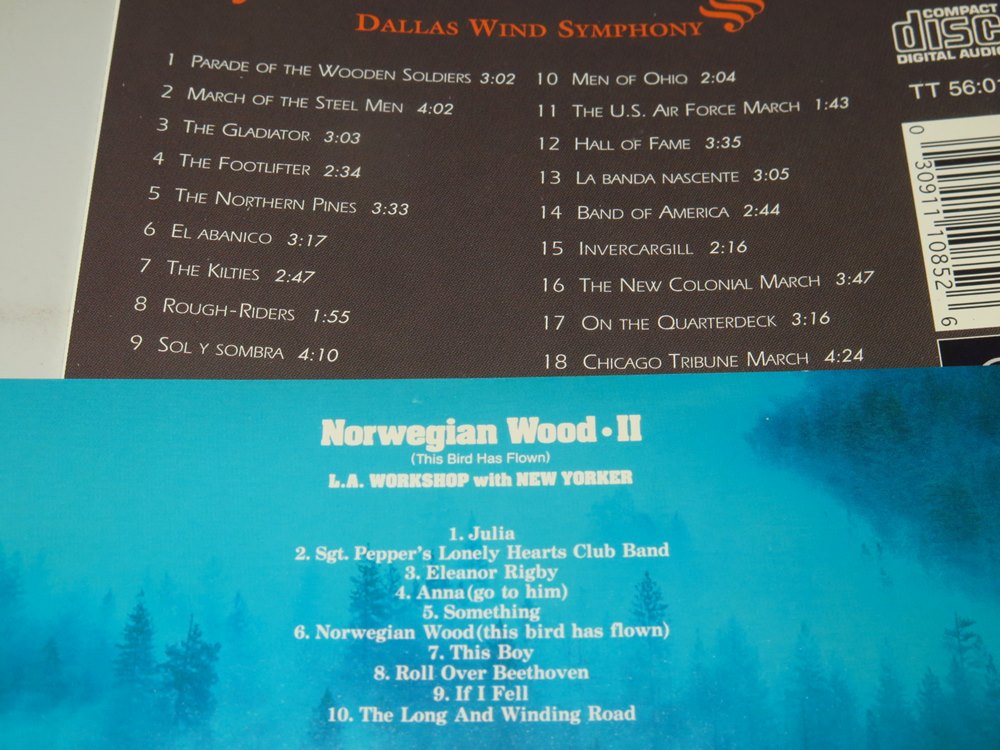 DALLAS WIND SYMPHONY
COMPACT
disc
DIGITAL AUDIO
TT 56:0
1 PARADE OF THE WOODEN SOLDIERS 3:02
2 MARCH OF THE STEEL MEN 4:02
3 THE GLADIATOR 3:03
4 THE FOOTLIFTER 2:34
5 THE NORTHERN PINES 3:33
6 EL ABANICO 3:17
7 THE KILTIES 2:47
8 ROUGH-RIDERS 1:55
9 SOL Y SOMBRA 4:10
10 MEN OF OHIO 2:04
11 THE U.S. AIR FORCE MARCH 1:43
12 HALL OF FAME 3:35
13 LA BANDA NASCENTE 3:05
14 BAND OF AMERICA 2:44
15 INVERCARGILL 2:16
16 THE NEW COLONIAL MARCH 3:47
17 ON THE QUARTERDECK 3:16
18 CHICAGO TRIBUNE MARCH 4:24
0 30911 10852 6
Norwegian Wood • II
(This Bird Has Flown)
L.A. WORKSHOP with NEW YORKER
1. Julia
2. Sgt. Pepper's Lonely Hearts Club Band
3. Eleanor Rigby
4. Anna(go to him)
5. Something
6. Norwegian Wood(this bird has flown)
7. This Boy
8. Roll Over Beethoven
9. If I Fell
10. The Long And Winding Road